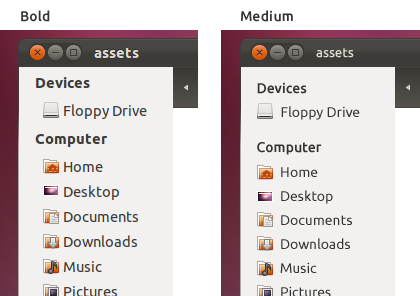 Bold
assets
Devices
Floppy Drive
Computer
Home
Desktop
Documents
Downloads
Music
Pictures
Medium
assets
Devices
Floppy Drive
Computer
Home
Desktop
Documents
Downloads
Music
Pictures